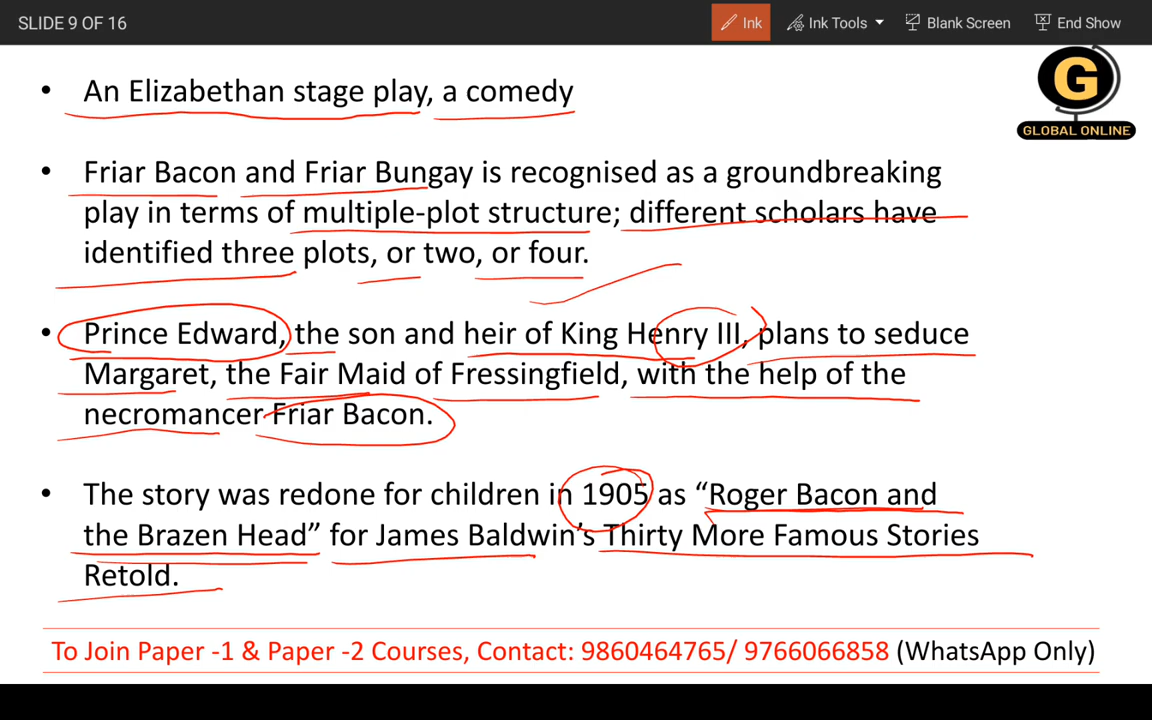 SLIDE 9 OF 16
Ink
Ink Tools
Blank Screen
End Show
G
GLOBAL ONLINE
• An Elizabethan stage play, a comedy
• Friar Bacon and Friar Bungay is recognised as a groundbreaking
play in terms of multiple-plot structure; different scholars have
identified three plots, or two, or four.
• Prince Edward, the son and heir of King Henry III, plans to seduce
Margaret, the Fair Maid of Fressingfield, with the help of the
necromancer Friar Bacon.
• The story was redone for children in 1905 as “Roger Bacon and
the Brazen Head” for James Baldwin’s Thirty More Famous Stories
Retold.
To Join Paper -1 & Paper -2 Courses, Contact: 9860464765/ 9766066858 (WhatsApp Only)